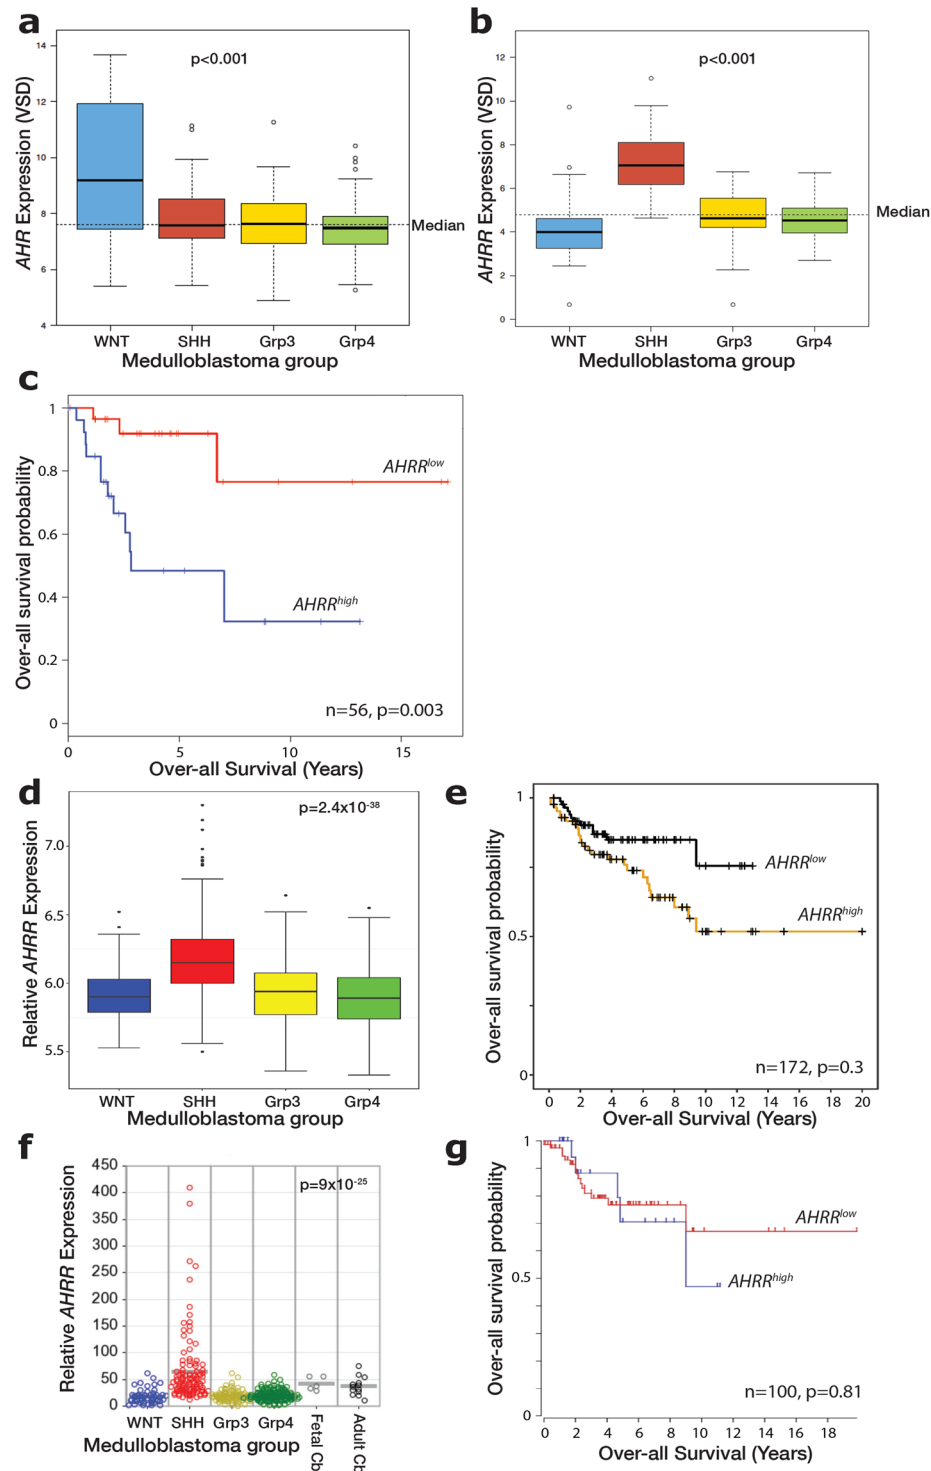 a
AHR Expression (VSD)
14
12
10
8
6
4
p<0.001
Median
WNT SHH Grp3 Grp4
Medulloblastoma group
b
AHRR Expression (VSD)
12
10
8
6
4
2
0
p<0.001
Median
WNT SHH Grp3 Grp4
Medulloblastoma group
c
Over-all survival probability
1
0.8
0.6
0.4
0.2
0
AHRRlow
AHRRhigh
n=56, p=0.003
0 5 10 15
Over-all Survival (Years)
d
Relative AHRR Expression
7.0
6.5
6.0
5.5
p=2.4x10-38
WNT SHH Grp3 Grp4
Medulloblastoma group
e
Over-all survival probability
1
0.5
0
AHRRlow
AHRRhigh
n=172, p=0.3
0 2 4 6 8 10 12 14 16 18 20
Over-all Survival (Years)
f
Relative AHRR Expression
450
400
350
300
250
200
150
100
50
0
p=9x10-25
WNT SHH Grp3 Grp4 Fetal Cb Adult Cb
Medulloblastoma group
g
Over-all survival probability
1
0.5
0
AHRRlow
AHRRhigh
n=100, p=0.81
0 2 4 6 8 10 12 14 16 18
Over-all Survival (Years)